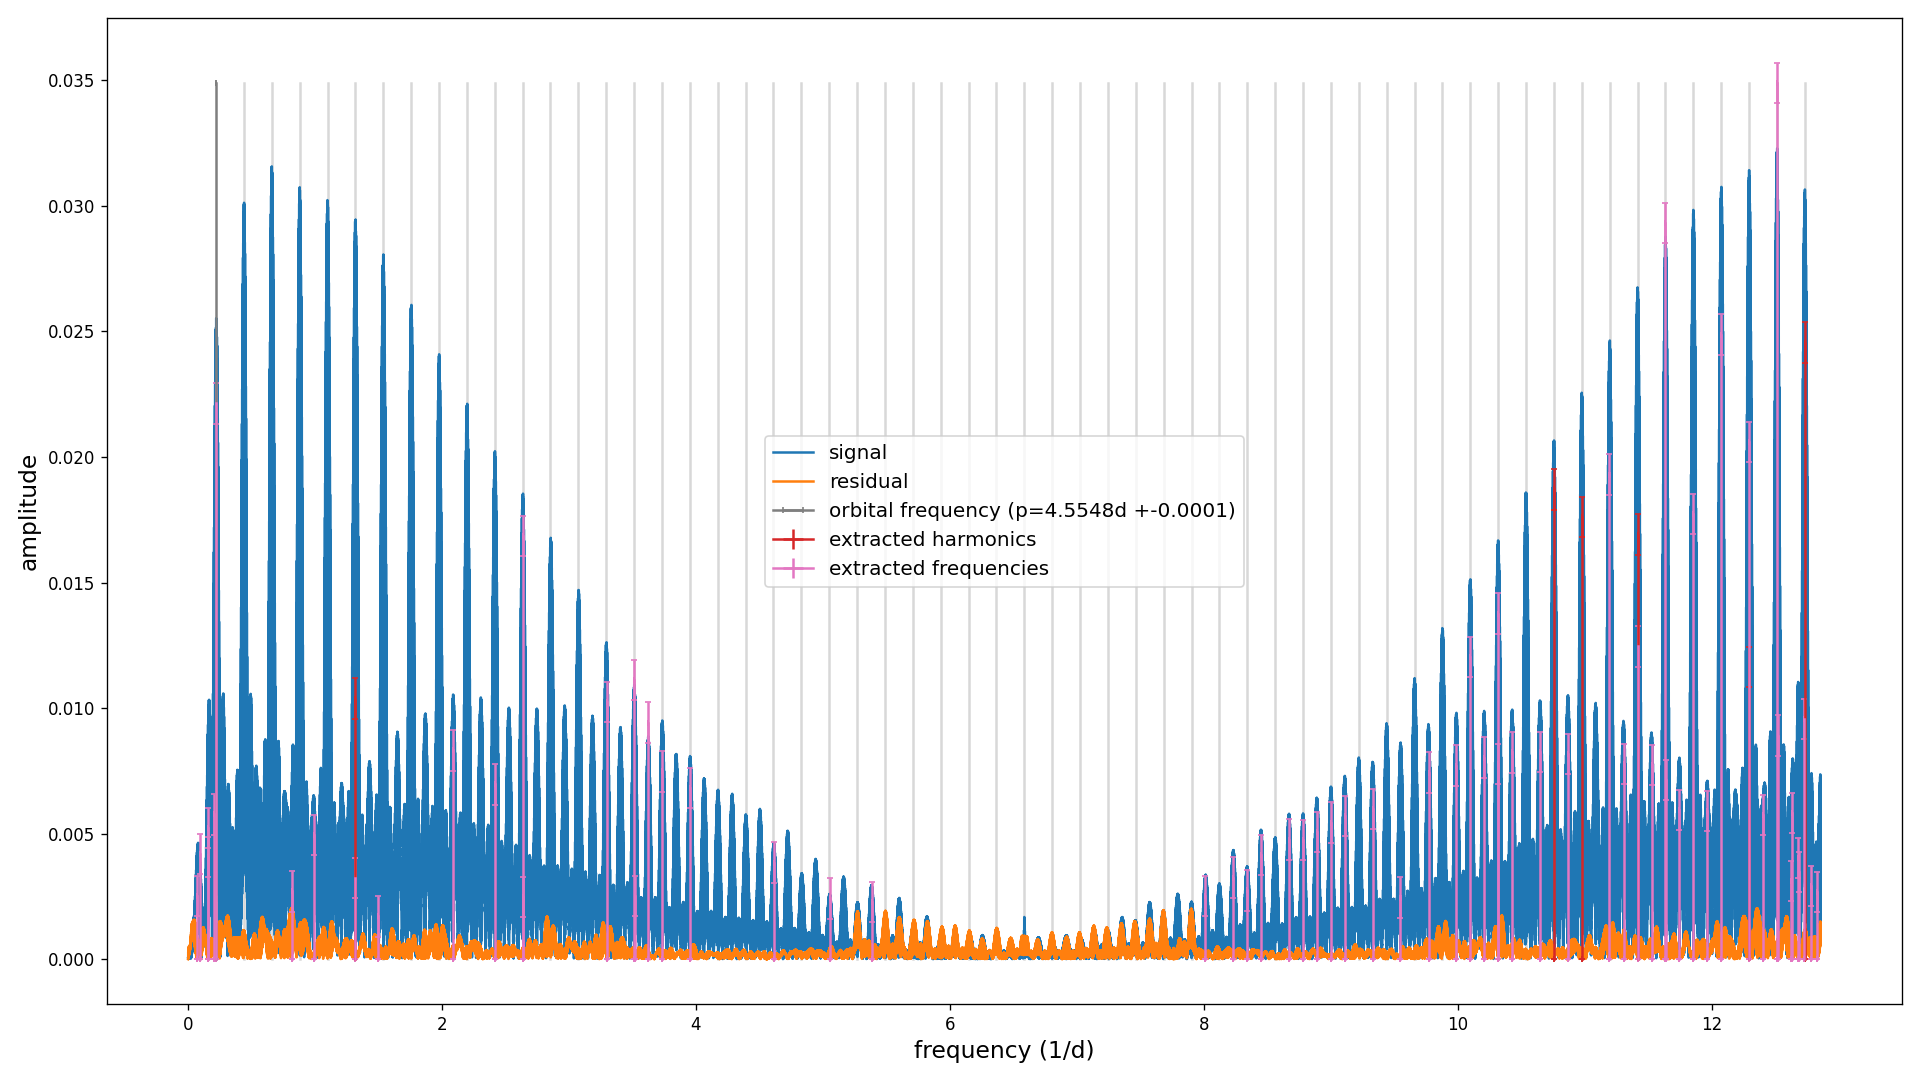 0.035
0.030
0.025
0.020
0.015
0.010
0.005
0.000
amplitude
signal
residual
orbital frequency (p=4.5548d +-0.0001)
extracted harmonics
extracted frequencies
0 2 4 6 8 10 12
frequency (1/d)